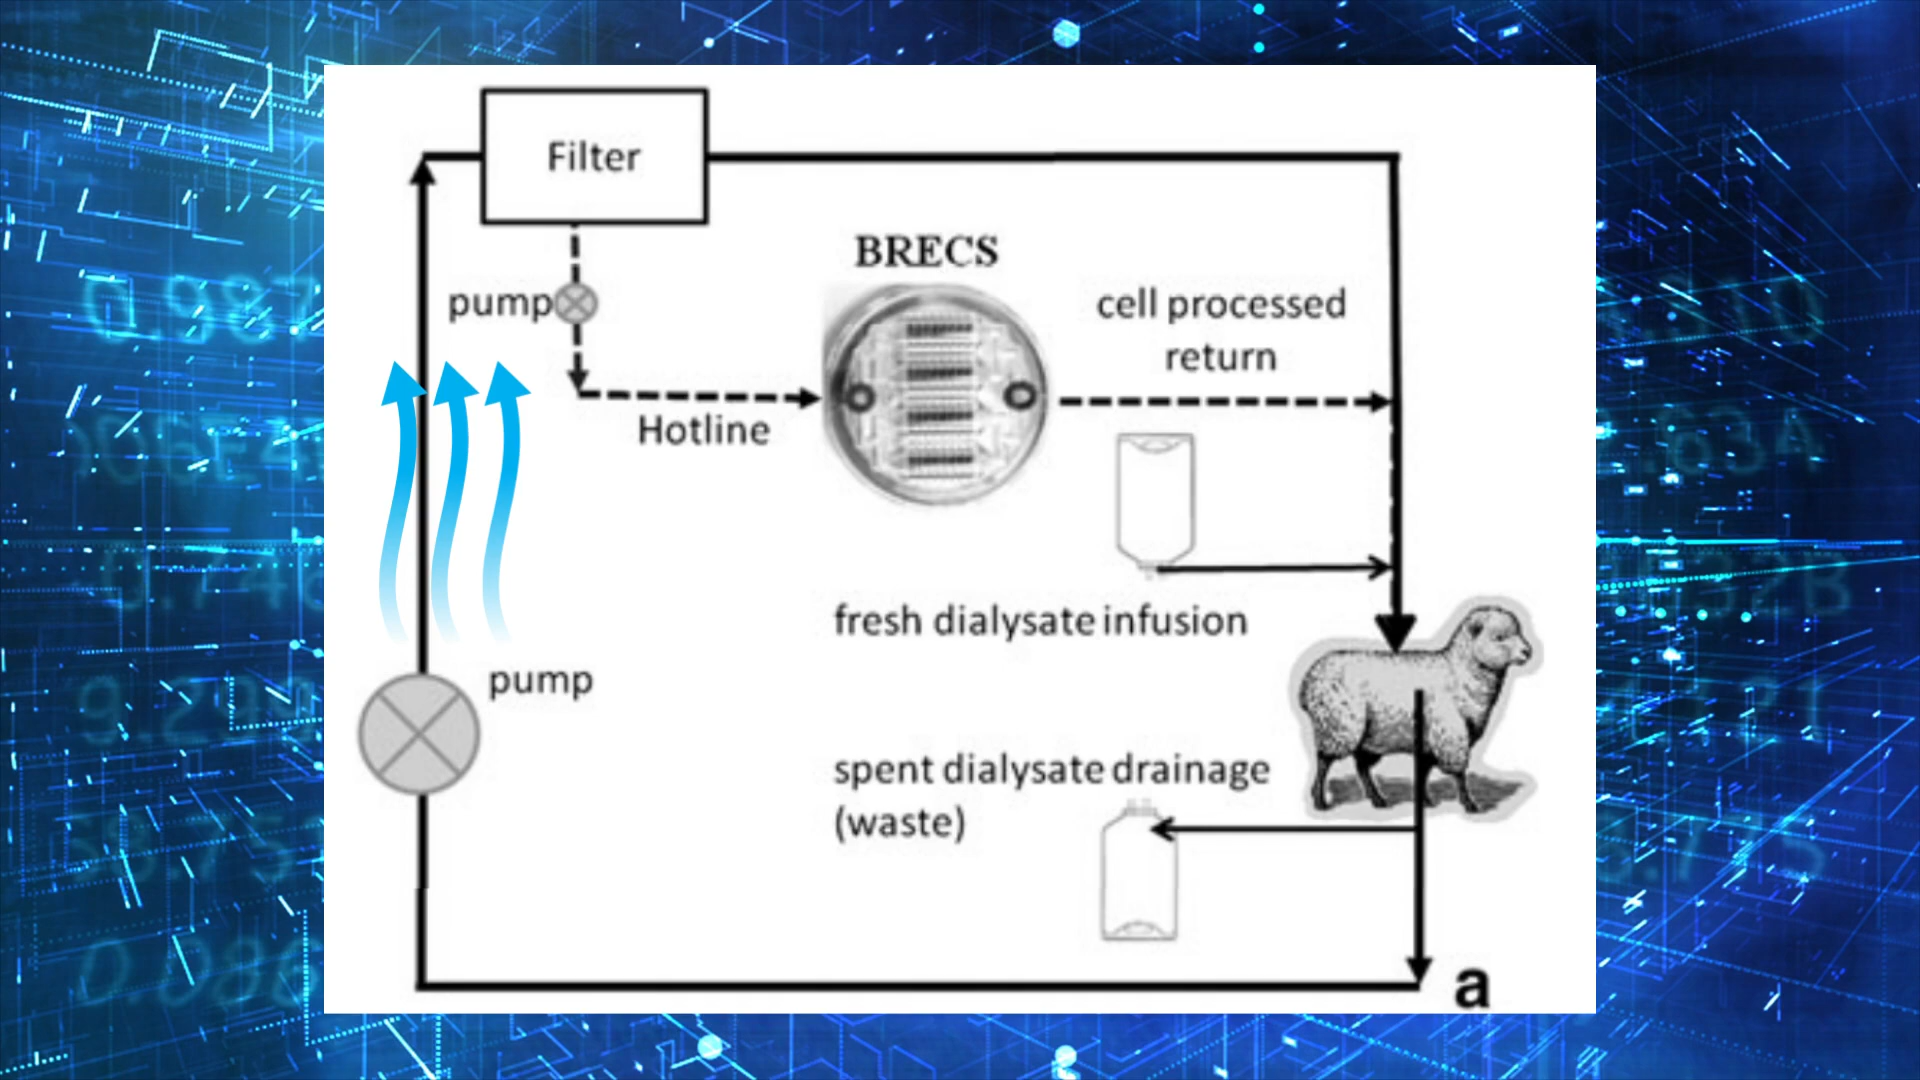 Filter
BRECS
pump
cell processed
return
Hotline
fresh dialysate infusion
pump
spent dialysate drainage
(waste)
a